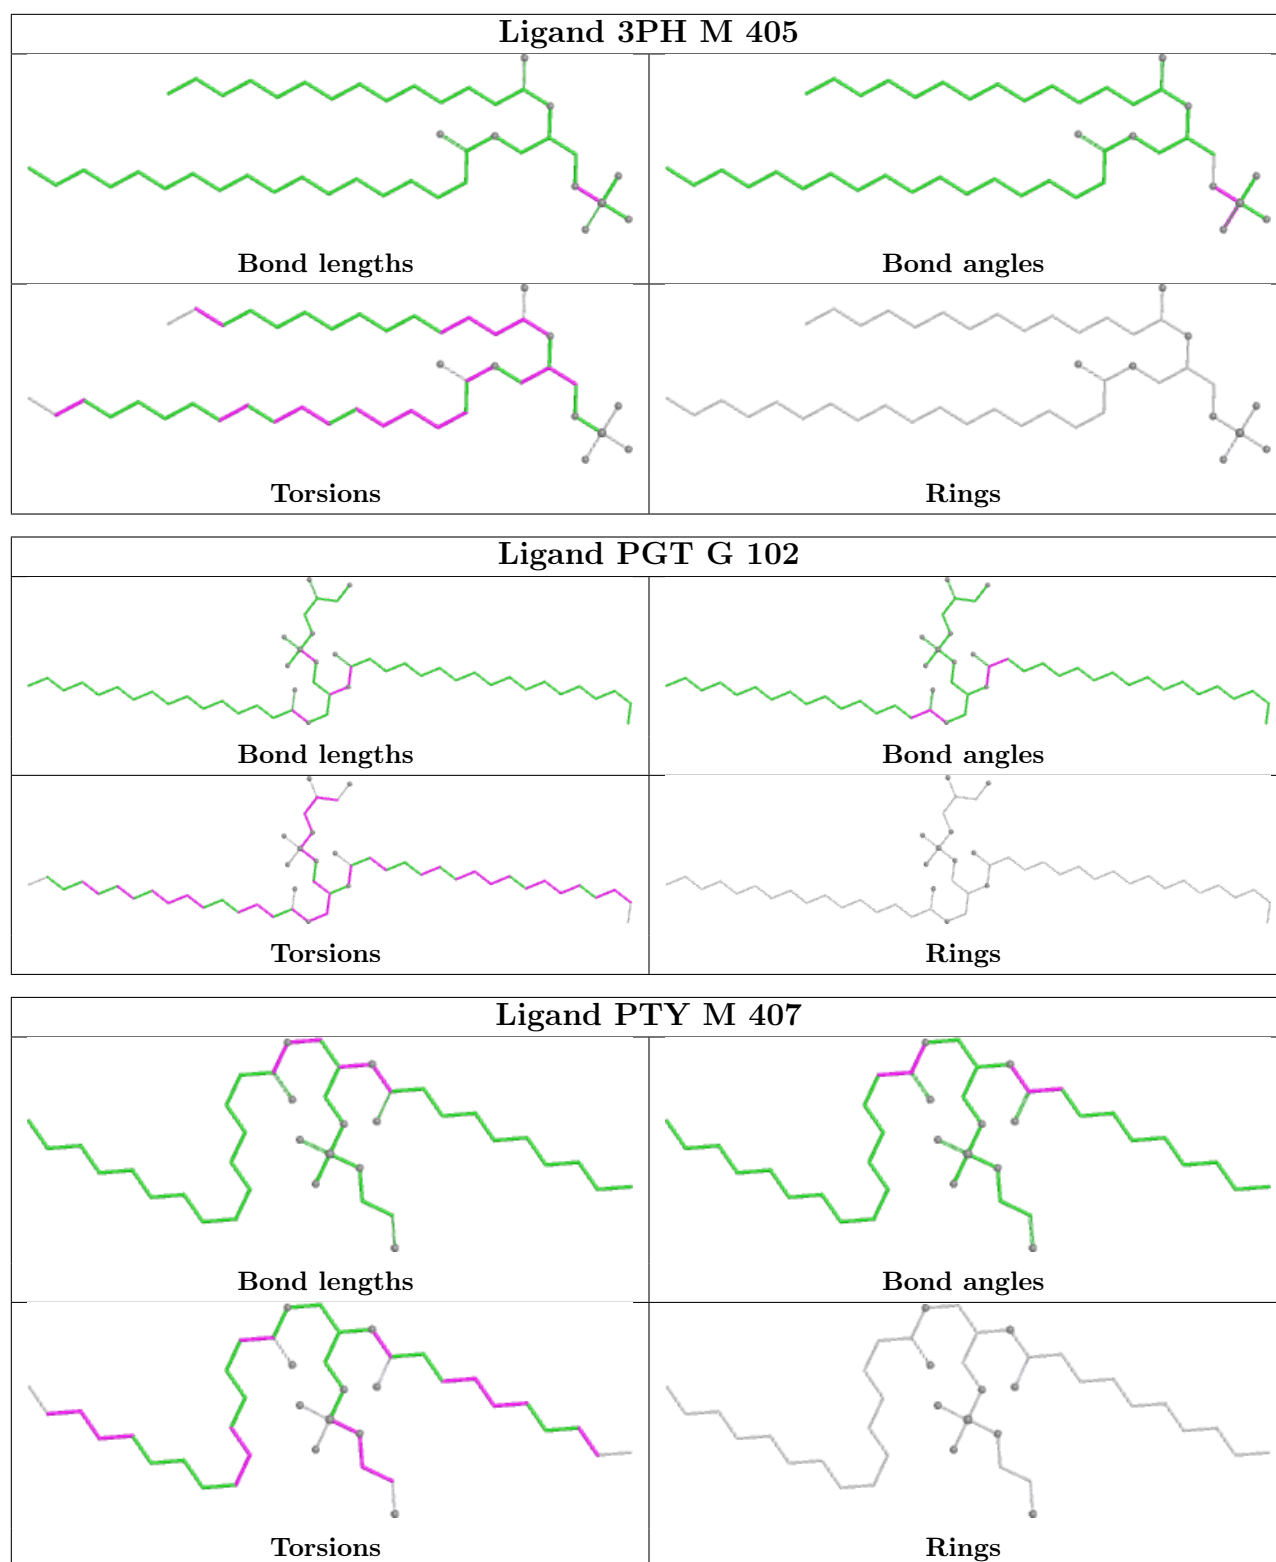 Ligand 3PH M 405
Bond lengths
Bond angles
Torsions
Rings
Ligand PGT G 102
Bond lengths
Bond angles
Torsions
Rings
Ligand PTY M 407
Bond lengths
Bond angles
Torsions
Rings